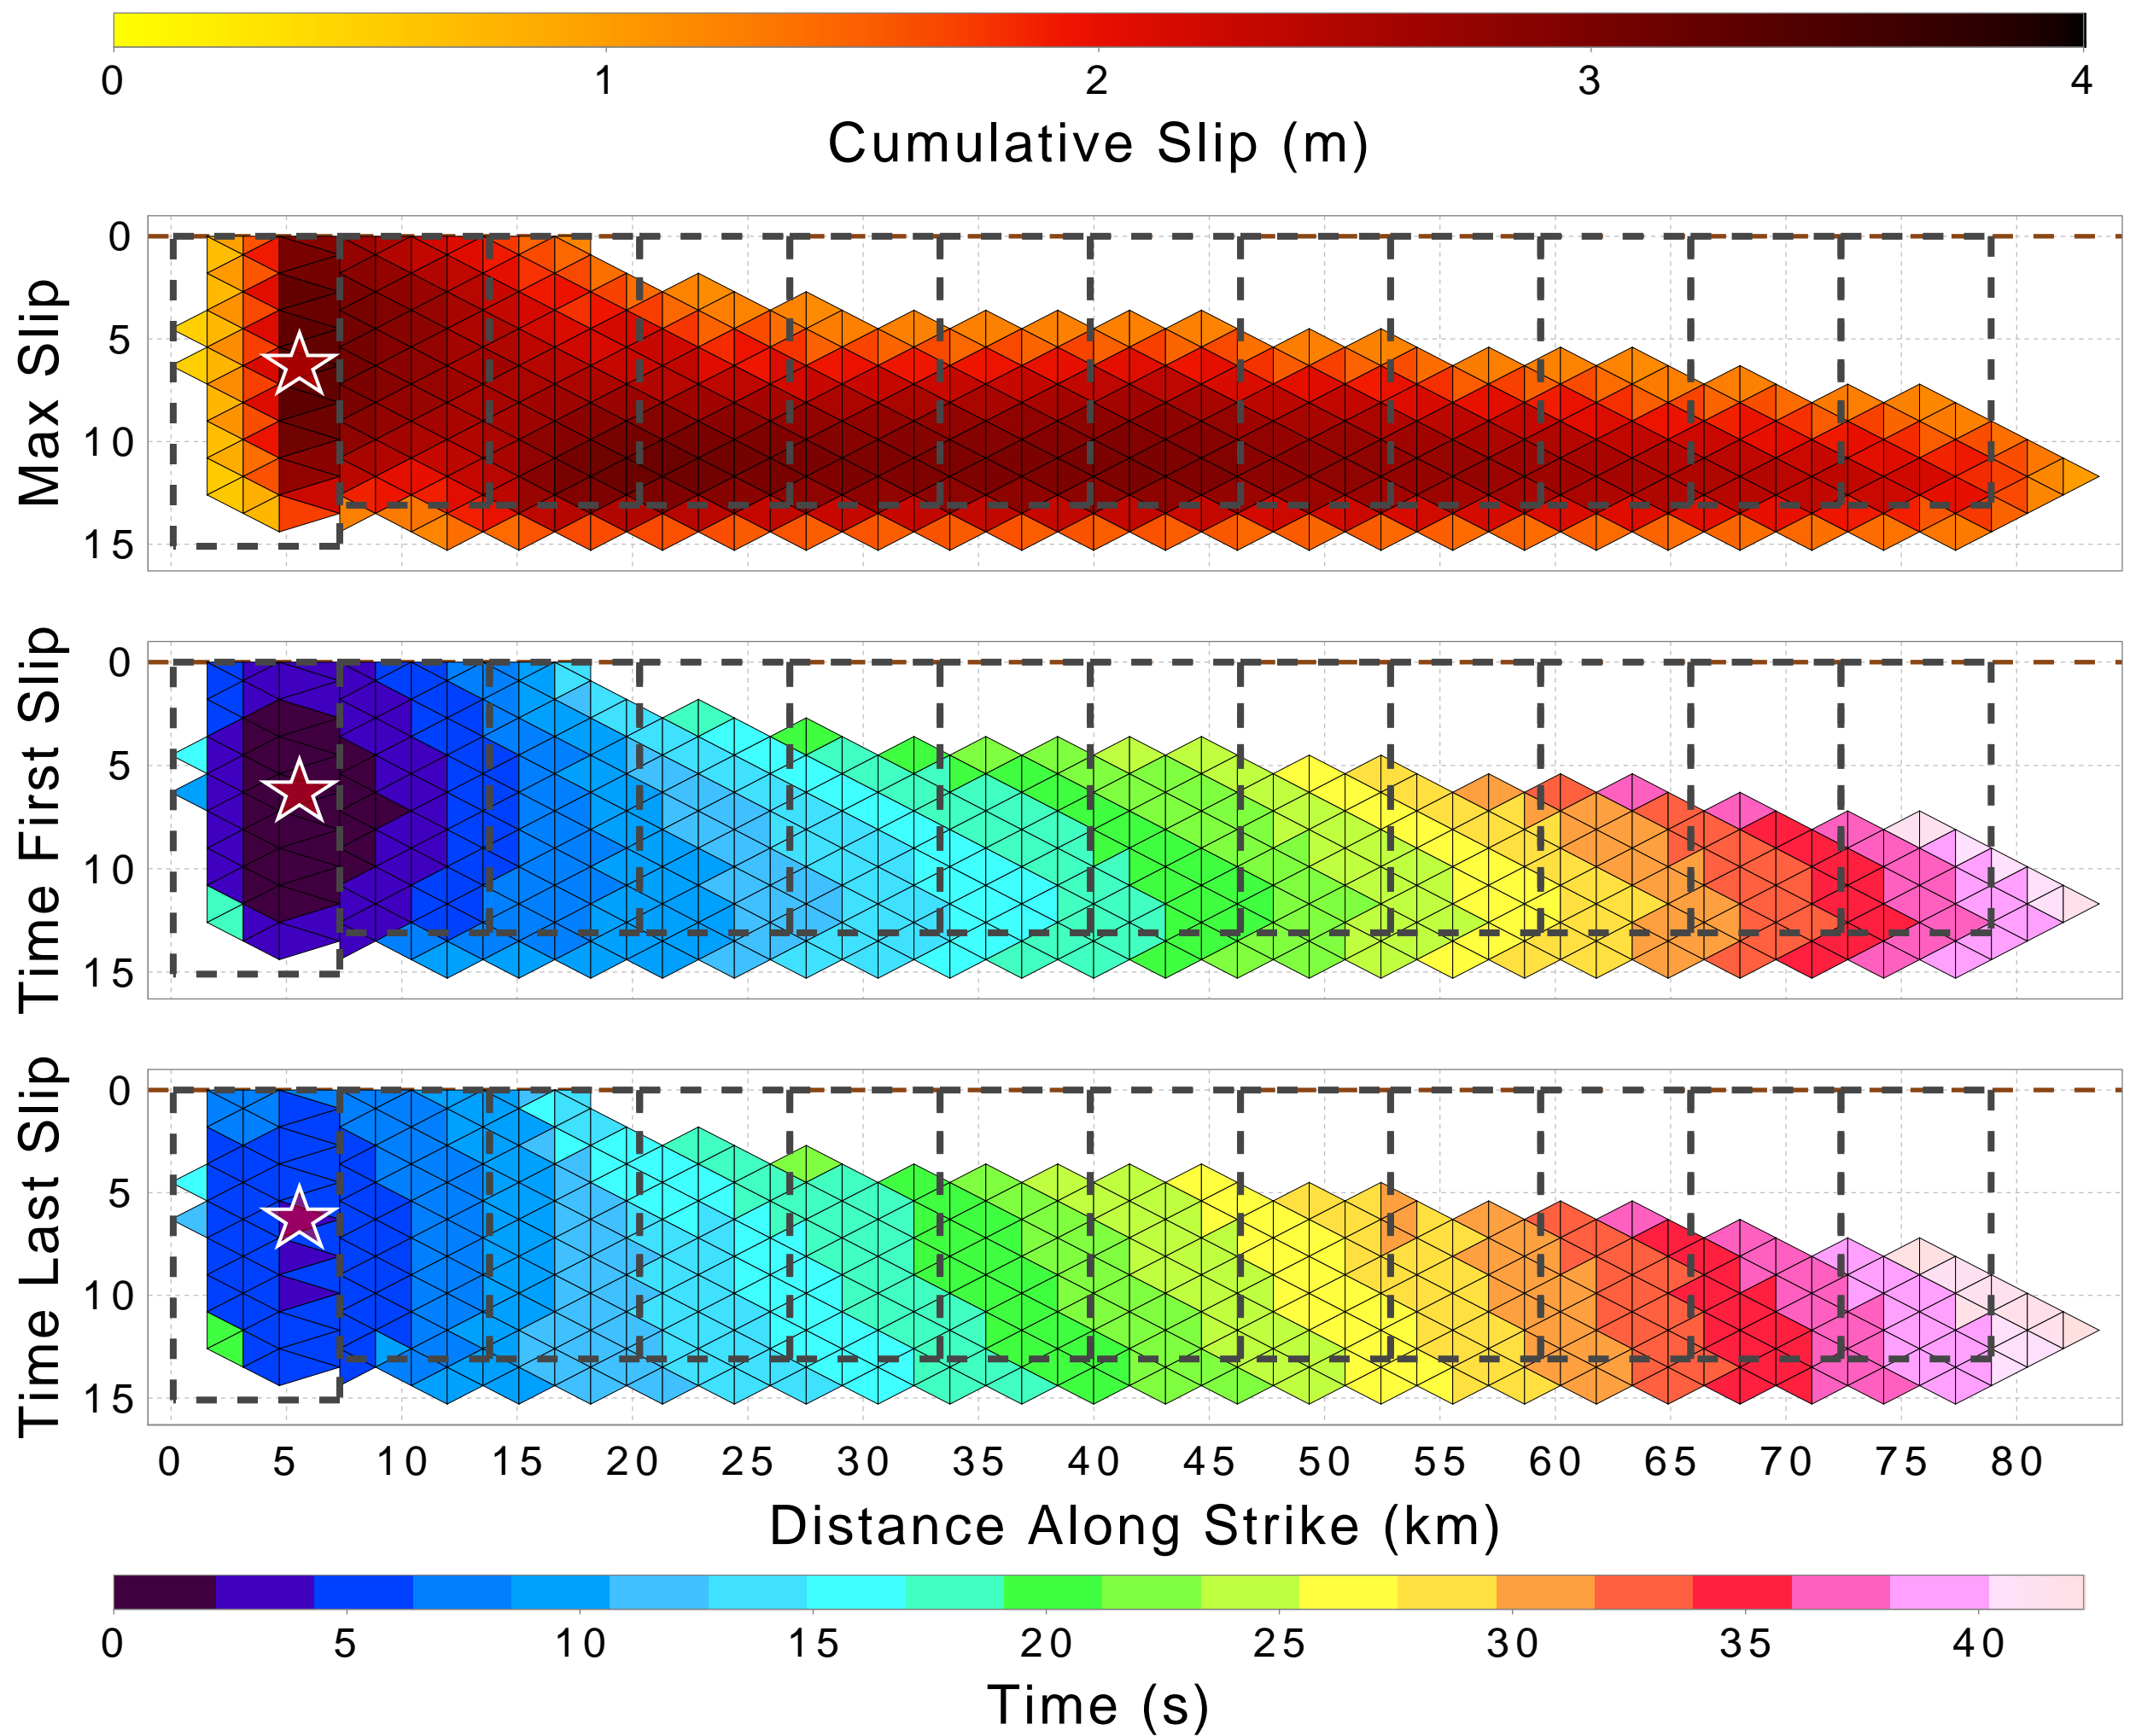 0 1 2 3 4
Cumulative Slip (m)
Max Slip
0
5
10
15
Time First Slip
0
5
10
15
Time Last Slip
0
5
10
15
0 5 10 15 20 25 30 35 40 45 50 55 60 65 70 75 80
Distance Along Strike (km)
0 5 10 15 20 25 30 35 40
Time (s)